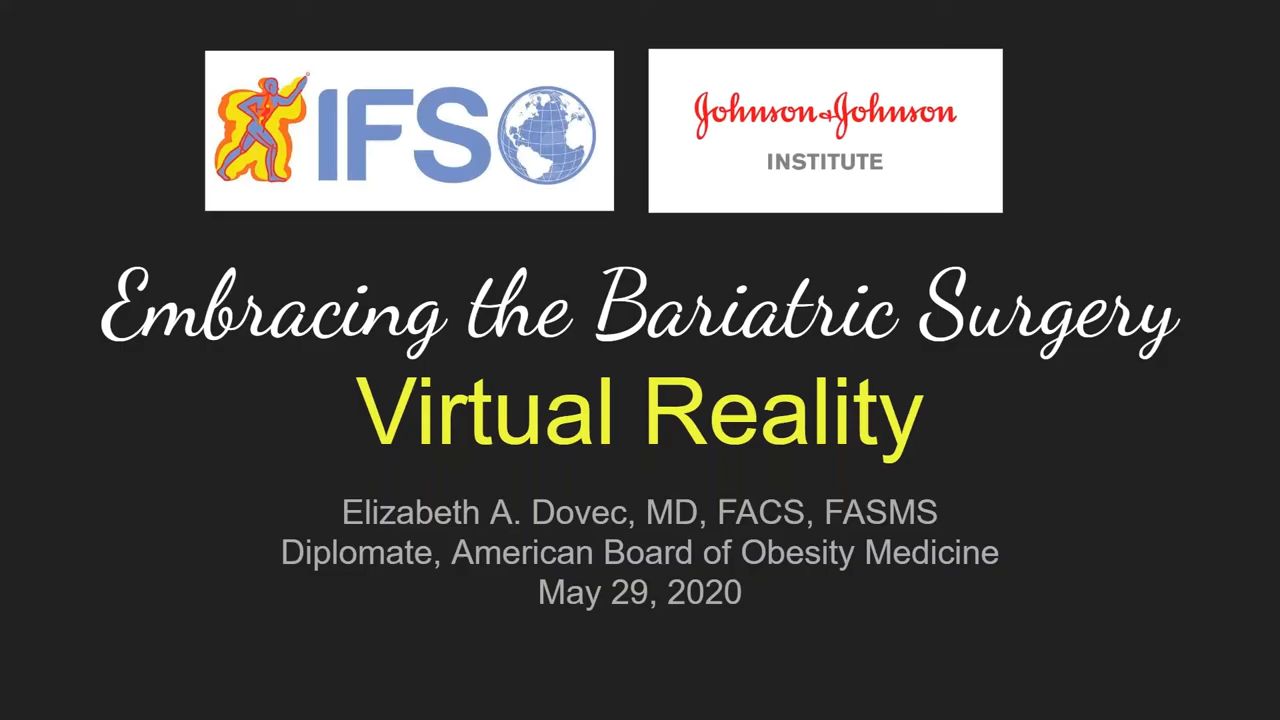 IFSO
Johnson & Johnson
INSTITUTE
Embracing the Bariatric Surgery
Virtual Reality
Elizabeth A. Dovec, MD, FACS, FASMS
Diplomate, American Board of Obesity Medicine
May 29, 2020